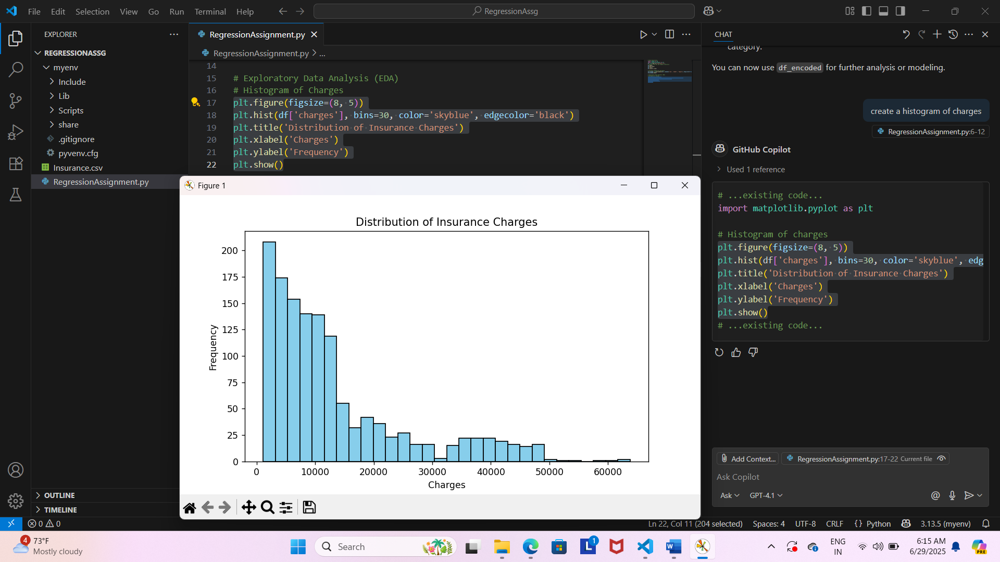 File Edit Selection View Go Run Terminal Help
RegressionAssg
EXPLORER
REGRESSIONASSG
myenv
Include
Lib
Scripts
share
.gitignore
pyvenv.cfg
Insurance.csv
RegressionAssignment.py
OUTLINE
TIMELINE
RegressionAssignment.py
RegressionAssignment.py > ...
14
15 # Exploratory Data Analysis (EDA)
16 # Histogram of Charges
17 plt.figure(figsize=(8, 5))
18 plt.hist(df['charges'], bins=30, color='skyblue', edgecolor='black')
19 plt.title('Distribution of Insurance Charges')
20 plt.xlabel('Charges')
21 plt.ylabel('Frequency')
22 plt.show()
Figure 1
Distribution of Insurance Charges
200
175
150
125
100
75
50
25
0
Frequency
0 10000 20000 30000 40000 50000 60000
Charges
CHAT
category.
You can now use df_encoded for further analysis or modeling.
create a histogram of charges
RegressionAssignment.py:6-12
GitHub Copilot
Used 1 reference
# ...existing code...
import matplotlib.pyplot as plt
# Histogram of charges
plt.figure(figsize=(8, 5))
plt.hist(df['charges'], bins=30, color='skyblue', edg
plt.title('Distribution of Insurance Charges')
plt.xlabel('Charges')
plt.ylabel('Frequency')
plt.show()
# ...existing code...
Add Context... RegressionAssignment.py:17-22 Current file
Ask Copilot
Ask GPT-4.1
0 0
Ln 22, Col 11 (204 selected) Spaces: 4 UTF-8 CRLF {} Python 3.13.5 (myenv)
4
73°F
Mostly cloudy
Search
L
1
W
ENG
IN
6:15 AM
6/29/2025
PRE